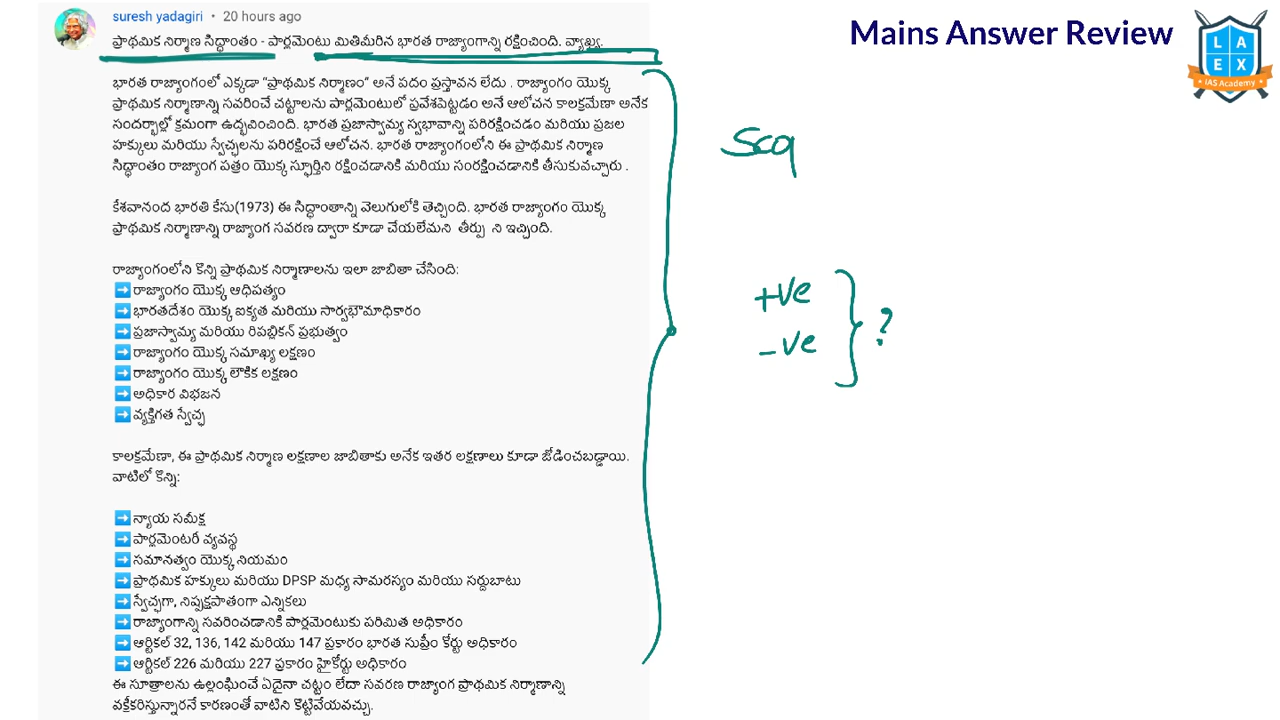 suresh yadagiri • 20 hours ago
Mains Answer Review
L A
E X
IAS Academy
ప్రాథమిక నిర్మాణ సిద్ధాంతం - పార్లమెంటు మితిమీరిన భారత రాజ్యాంగాన్ని రక్షించింది. వ్యాఖ్య.
భారత రాజ్యాంగంలో ఎక్కడా "ప్రాథమిక నిర్మాణం" అనే పదం ప్రస్తావన లేదు . రాజ్యాంగం యొక్క
ప్రాథమిక నిర్మాణాన్ని సవరించే చట్టాలను పార్లమెంటులో ప్రవేశపెట్టడం అనే ఆలోచన కాలక్రమేణా అనేక
సందర్భాల్లో క్రమంగా ఉద్భవించింది. భారత ప్రజాస్వామ్య స్వభావాన్ని పరిరక్షించడం మరియు ప్రజల
హక్కులు మరియు స్వేచ్ఛలను పరిరక్షించే ఆలోచన. భారత రాజ్యాంగంలోని ఈ ప్రాథమిక నిర్మాణ
సిద్ధాంతం రాజ్యాంగ పత్రం యొక్క స్ఫూర్తిని రక్షించడానికి మరియు సంరక్షించడానికి తీసుకువచ్చారు .
scq
కేశవానంద భారతి కేసు(1973) ఈ సిద్ధాంతాన్ని వెలుగులోకి తెచ్చింది. భారత రాజ్యాంగం యొక్క
ప్రాథమిక నిర్మాణాన్ని రాజ్యాంగ సవరణ ద్వారా కూడా చేయలేమని తీర్పు ని ఇచ్చింది.
రాజ్యాంగంలోని కొన్ని ప్రాథమిక నిర్మాణాలను ఇలా జాబితా చేసింది:
➡రాజ్యాంగం యొక్క ఆధిపత్యం
➡భారతదేశం యొక్క ఐక్యత మరియు సార్వభౌమాధికారం
➡ప్రజాస్వామ్య మరియు రిపబ్లికన్ ప్రభుత్వం
➡రాజ్యాంగం యొక్క సమాఖ్య లక్షణం
➡రాజ్యాంగం యొక్క లౌకిక లక్షణం
➡అధికార విభజన
➡వ్యక్తిగత స్వేచ్ఛ
+ve
-ve
?
కాలక్రమేణా, ఈ ప్రాథమిక నిర్మాణ లక్షణాల జాబితాకు అనేక ఇతర లక్షణాలు కూడా జోడించబడ్డాయి.
వాటిలో కొన్ని:
➡న్యాయ సమీక్ష
➡పార్లమెంటరీ వ్యవస్థ
➡సమానత్వం యొక్క నియమం
➡ప్రాథమిక హక్కులు మరియు DPSP మధ్య సామరస్యం మరియు సర్దుబాటు
➡స్వేచ్ఛగా, నిష్పక్షపాతంగా ఎన్నికలు
➡రాజ్యాంగాన్ని సవరించడానికి పార్లమెంటుకు పరిమిత అధికారం
➡ఆర్టికల్ 32, 136, 142 మరియు 147 ప్రకారం భారత సుప్రీం కోర్టు అధికారం
➡ఆర్టికల్ 226 మరియు 227 ప్రకారం హైకోర్టు అధికారం
ఈ సూత్రాలను ఉల్లంఘించే ఏదైనా చట్టం లేదా సవరణ రాజ్యాంగ ప్రాథమిక నిర్మాణాన్ని
వక్రీకరిస్తున్నారనే కారణంతో వాటిని కొట్టివేయవచ్చు.